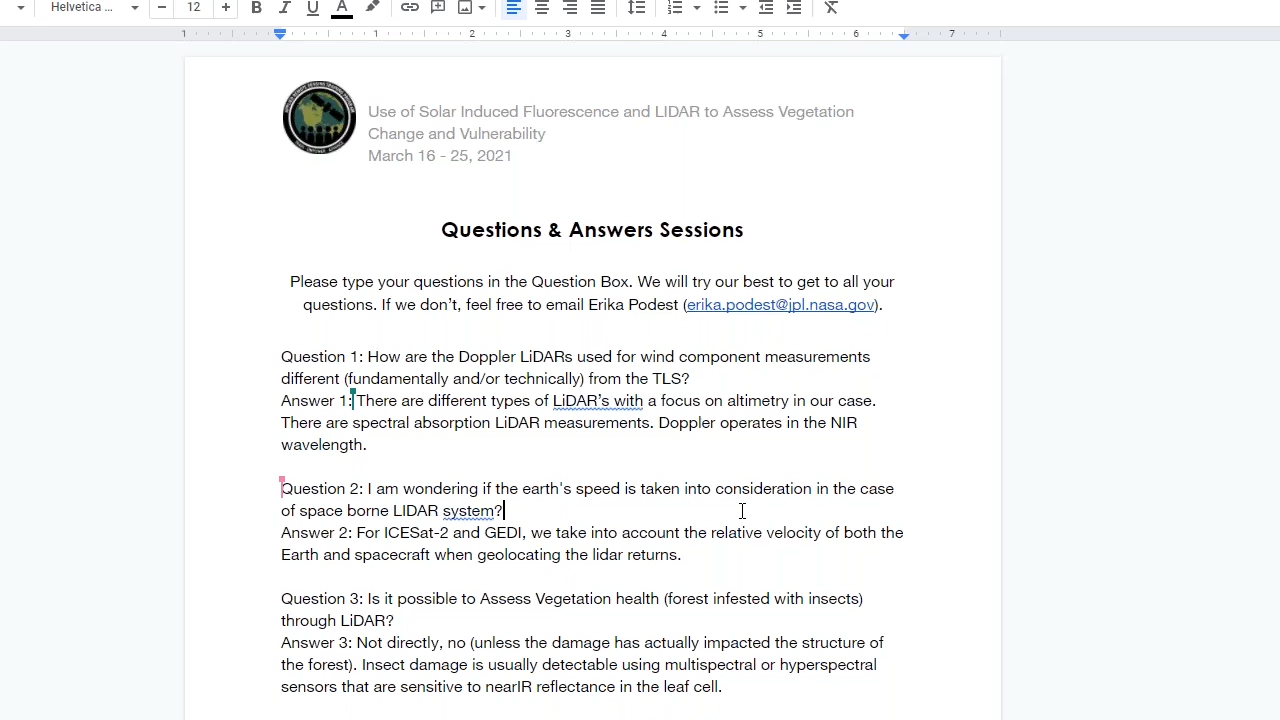 Helvetica ...
12
B I U A
1 1 2 3 4 5 6 7
Use of Solar Induced Fluorescence and LIDAR to Assess Vegetation
Change and Vulnerability
March 16 - 25, 2021
Questions & Answers Sessions
Please type your questions in the Question Box. We will try our best to get to all your
questions. If we don’t, feel free to email Erika Podest (erika.podest@jpl.nasa.gov).
Question 1: How are the Doppler LiDARs used for wind component measurements
different (fundamentally and/or technically) from the TLS?
Answer 1: There are different types of LiDAR’s with a focus on altimetry in our case.
There are spectral absorption LiDAR measurements. Doppler operates in the NIR
wavelength.
Question 2: I am wondering if the earth's speed is taken into consideration in the case
of space borne LIDAR system?
Answer 2: For ICESat-2 and GEDI, we take into account the relative velocity of both the
Earth and spacecraft when geolocating the lidar returns.
Question 3: Is it possible to Assess Vegetation health (forest infested with insects)
through LiDAR?
Answer 3: Not directly, no (unless the damage has actually impacted the structure of
the forest). Insect damage is usually detectable using multispectral or hyperspectral
sensors that are sensitive to nearIR reflectance in the leaf cell.